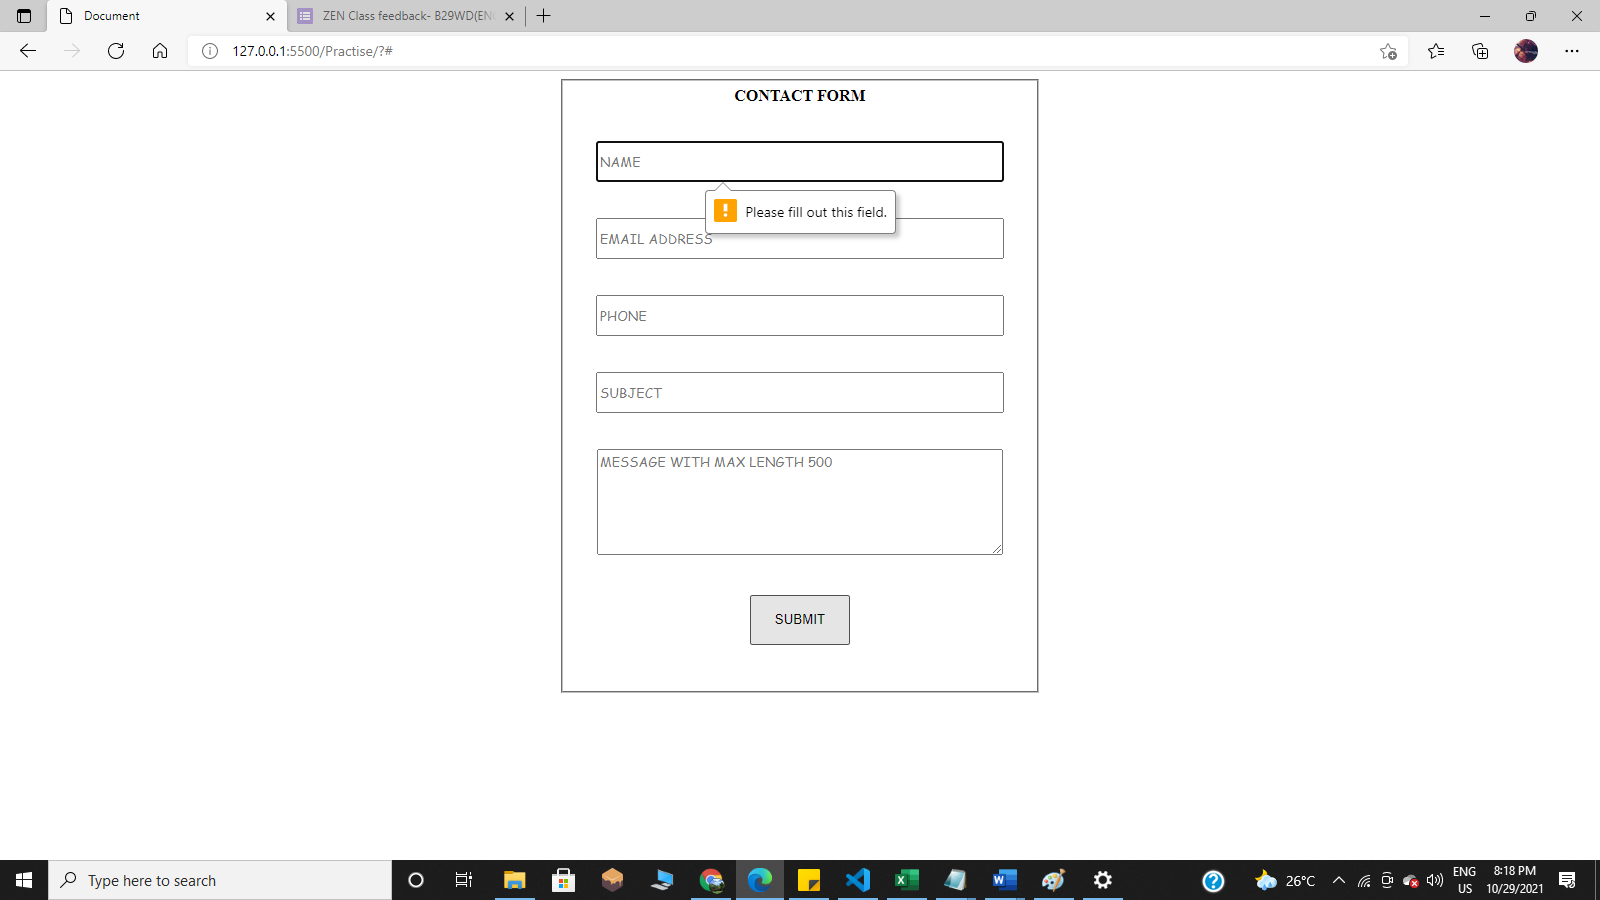 Document
ZEN Class feedback- B29WD(EN
127.0.0.1:5500/Practise/?#
CONTACT FORM
NAME
Please fill out this field.
EMAIL ADDRESS
PHONE
SUBJECT
MESSAGE WITH MAX LENGTH 500
SUBMIT
Type here to search
26°C
ENG
US
8:18 PM
10/29/2021